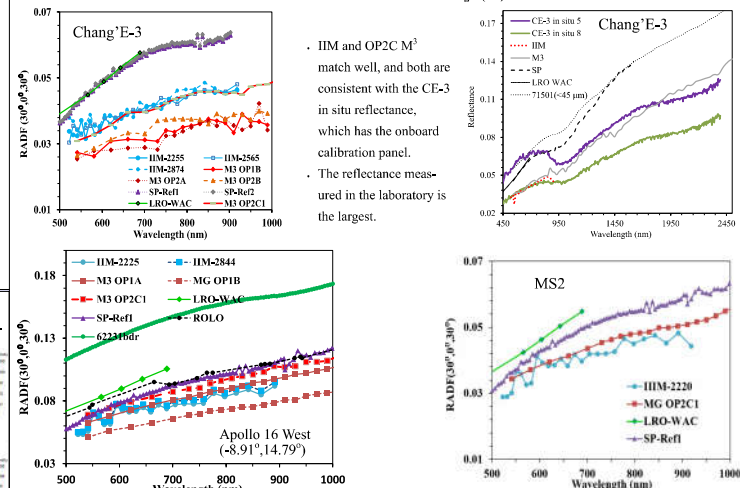 Chang'E-3
0.07
0.05
0.03
0.01
RADF(30°,0°,30°)
500 600 700 800 900 1000
Wavelength (nm)
IIM-2255
IIM-2565
IIM-2874
M3 OP1B
M3 OP2A
M3 OP2B
SP-Ref1
SP-Ref2
LRO-WAC
M3 OP2C1
• IIM and OP2C M³
match well, and both are
consistent with the CE-3
in situ reflectance,
which has the onboard
calibration panel.
• The reflectance meas-
ured in the laboratory is
the largest.
Chang'E-3
CE-3 in situ 5
CE-3 in situ 8
IIM
M3
SP
LRO WAC
71501(<45 μm)
0.17
0.14
0.11
0.08
0.05
0.02
Reflectance
450 950 1450 1950 2450
Wavelength (nm)
IIM-2225
IIM-2844
M3 OP1A
MG OP1B
M3 OP2C1
LRO-WAC
SP-Ref1
ROLO
62231bdr
0.18
0.13
0.08
0.03
RADF(30°,0°,30°)
Apollo 16 West
(-8.91°,14.79°)
500 600 700 800 900 1000
Wavelength (nm)
MS2
0.07
0.05
0.03
0.01
RADF(30°,0°,30°)
IIIM-2220
MG OP2C1
LRO-WAC
SP-Ref1
500 600 700 800 900 1000
Wavelength (nm)